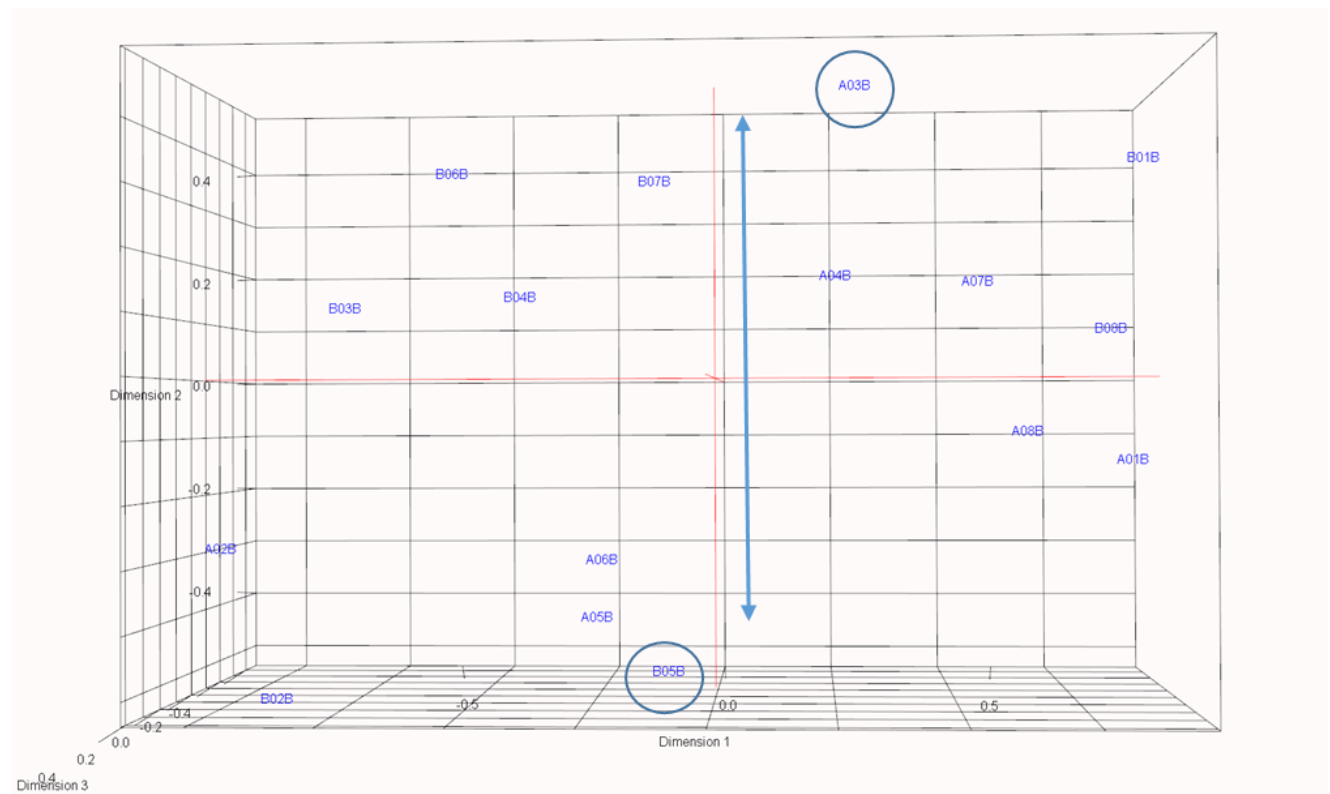 A03B
B01B
B06B
0.4
B07B
A04B
A07B
0.2
B04B
B03B
B08B
0.0
Dimension 2
A08B
A01B
-0.2
A02B
A06B
-0.4
A05B
B05B
B02B
-0.5
0.0
0.5
-0.4
-0.2
0.0
Dimension 1
0.2
0.4
Dimension 3